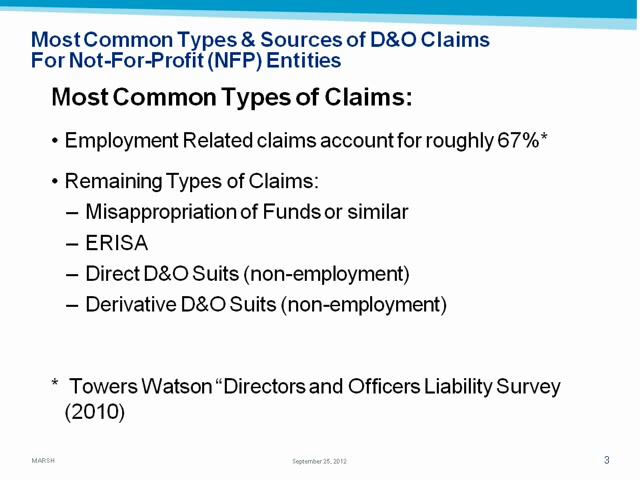 Most Common Types & Sources of D&O Claims
For Not-For-Profit (NFP) Entities
Most Common Types of Claims:
• Employment Related claims account for roughly 67%*
• Remaining Types of Claims:
– Misappropriation of Funds or similar
– ERISA
– Direct D&O Suits (non-employment)
– Derivative D&O Suits (non-employment)
* Towers Watson “Directors and Officers Liability Survey
(2010)
MARSH
September 25, 2012
3